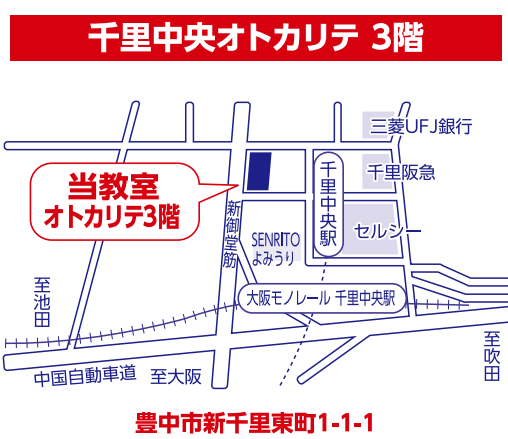 千里中央オトカリテ 3階
三菱UFJ銀行
千里阪急
当教室
オトカリテ3階
千里中央駅
新御堂筋
セルシー
SENRITO
よみうり
至池田
大阪モノレール 千里中央駅
中国自動車道
至大阪
至吹田
豊中市新千里東町1-1-1